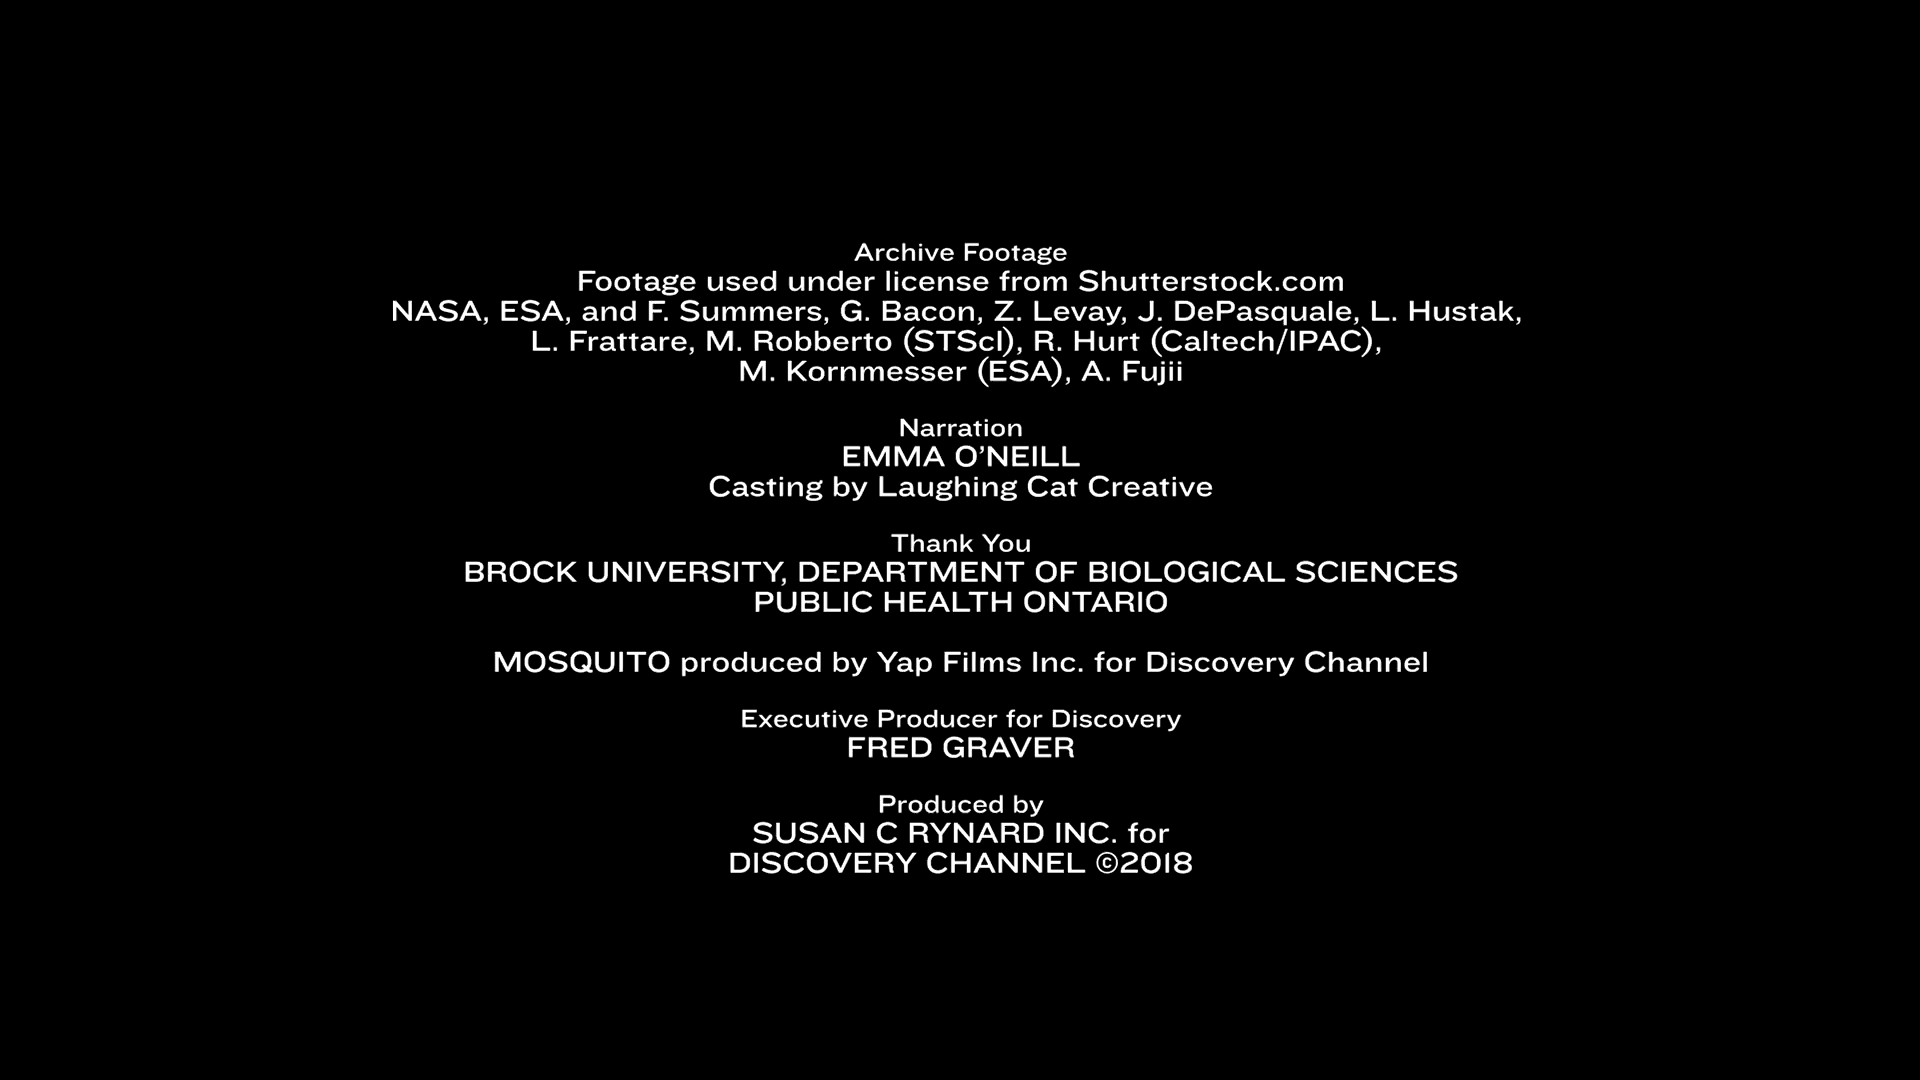 Archive Footage
Footage used under license from Shutterstock.com
NASA, ESA, and F. Summers, G. Bacon, Z. Levay, J. DePasquale, L. Hustak,
L. Frattare, M. Robberto (STScI), R. Hurt (Caltech/IPAC),
M. Kornmesser (ESA), A. Fujii
Narration
EMMA O’NEILL
Casting by Laughing Cat Creative
Thank You
BROCK UNIVERSITY, DEPARTMENT OF BIOLOGICAL SCIENCES
PUBLIC HEALTH ONTARIO
MOSQUITO produced by Yap Films Inc. for Discovery Channel
Executive Producer for Discovery
FRED GRAVER
Produced by
SUSAN C RYNARD INC. for
DISCOVERY CHANNEL ©2018